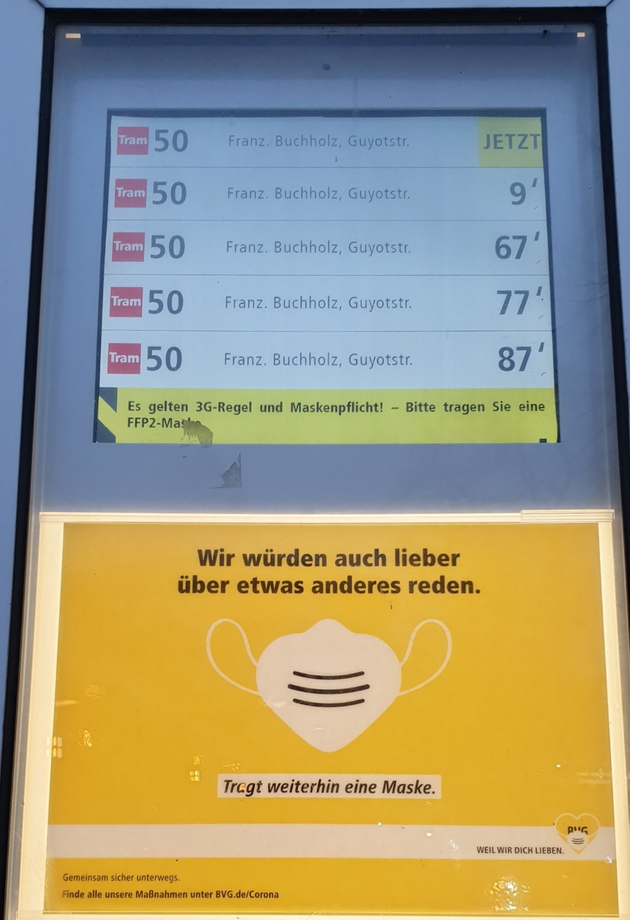 Tram 50 Franz. Buchholz, Guyotstr. JETZT
Tram 50 Franz. Buchholz, Guyotstr. 9'
Tram 50 Franz. Buchholz, Guyotstr. 67'
Tram 50 Franz. Buchholz, Guyotstr. 77'
Tram 50 Franz. Buchholz, Guyotstr. 87'
Es gelten 3G-Regel und Maskenpflicht! – Bitte tragen Sie eine
FFP2-Maske.
Wir würden auch lieber
über etwas anderes reden.
Tragt weiterhin eine Maske.
BVG
WEIL WIR DICH LIEBEN.
Gemeinsam sicher unterwegs.
Finde alle unsere Maßnahmen unter BVG.de/Corona